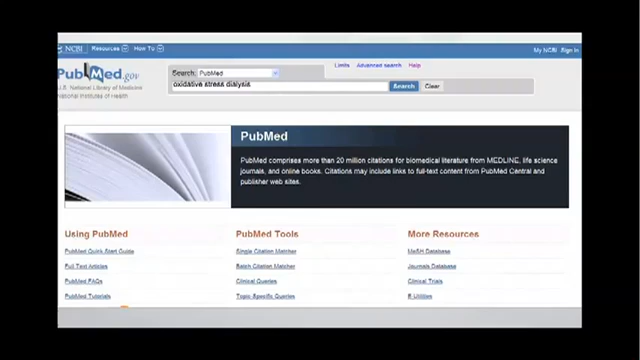 NCBI Resources How To My NCBI Sign In
PubMed.gov
U.S. National Library of Medicine
National Institutes of Health
Search: PubMed
Limits Advanced search Help
oxidative stress dialysis
Search Clear
PubMed
PubMed comprises more than 20 million citations for biomedical literature from MEDLINE, life science
journals, and online books. Citations may include links to full-text content from PubMed Central and
publisher web sites.
Using PubMed
PubMed Quick Start Guide
Full Text Articles
PubMed FAQs
PubMed Tutorials
PubMed Tools
Single Citation Matcher
Batch Citation Matcher
Clinical Queries
Topic-Specific Queries
More Resources
MeSH Database
Journals Database
Clinical Trials
E Utilities